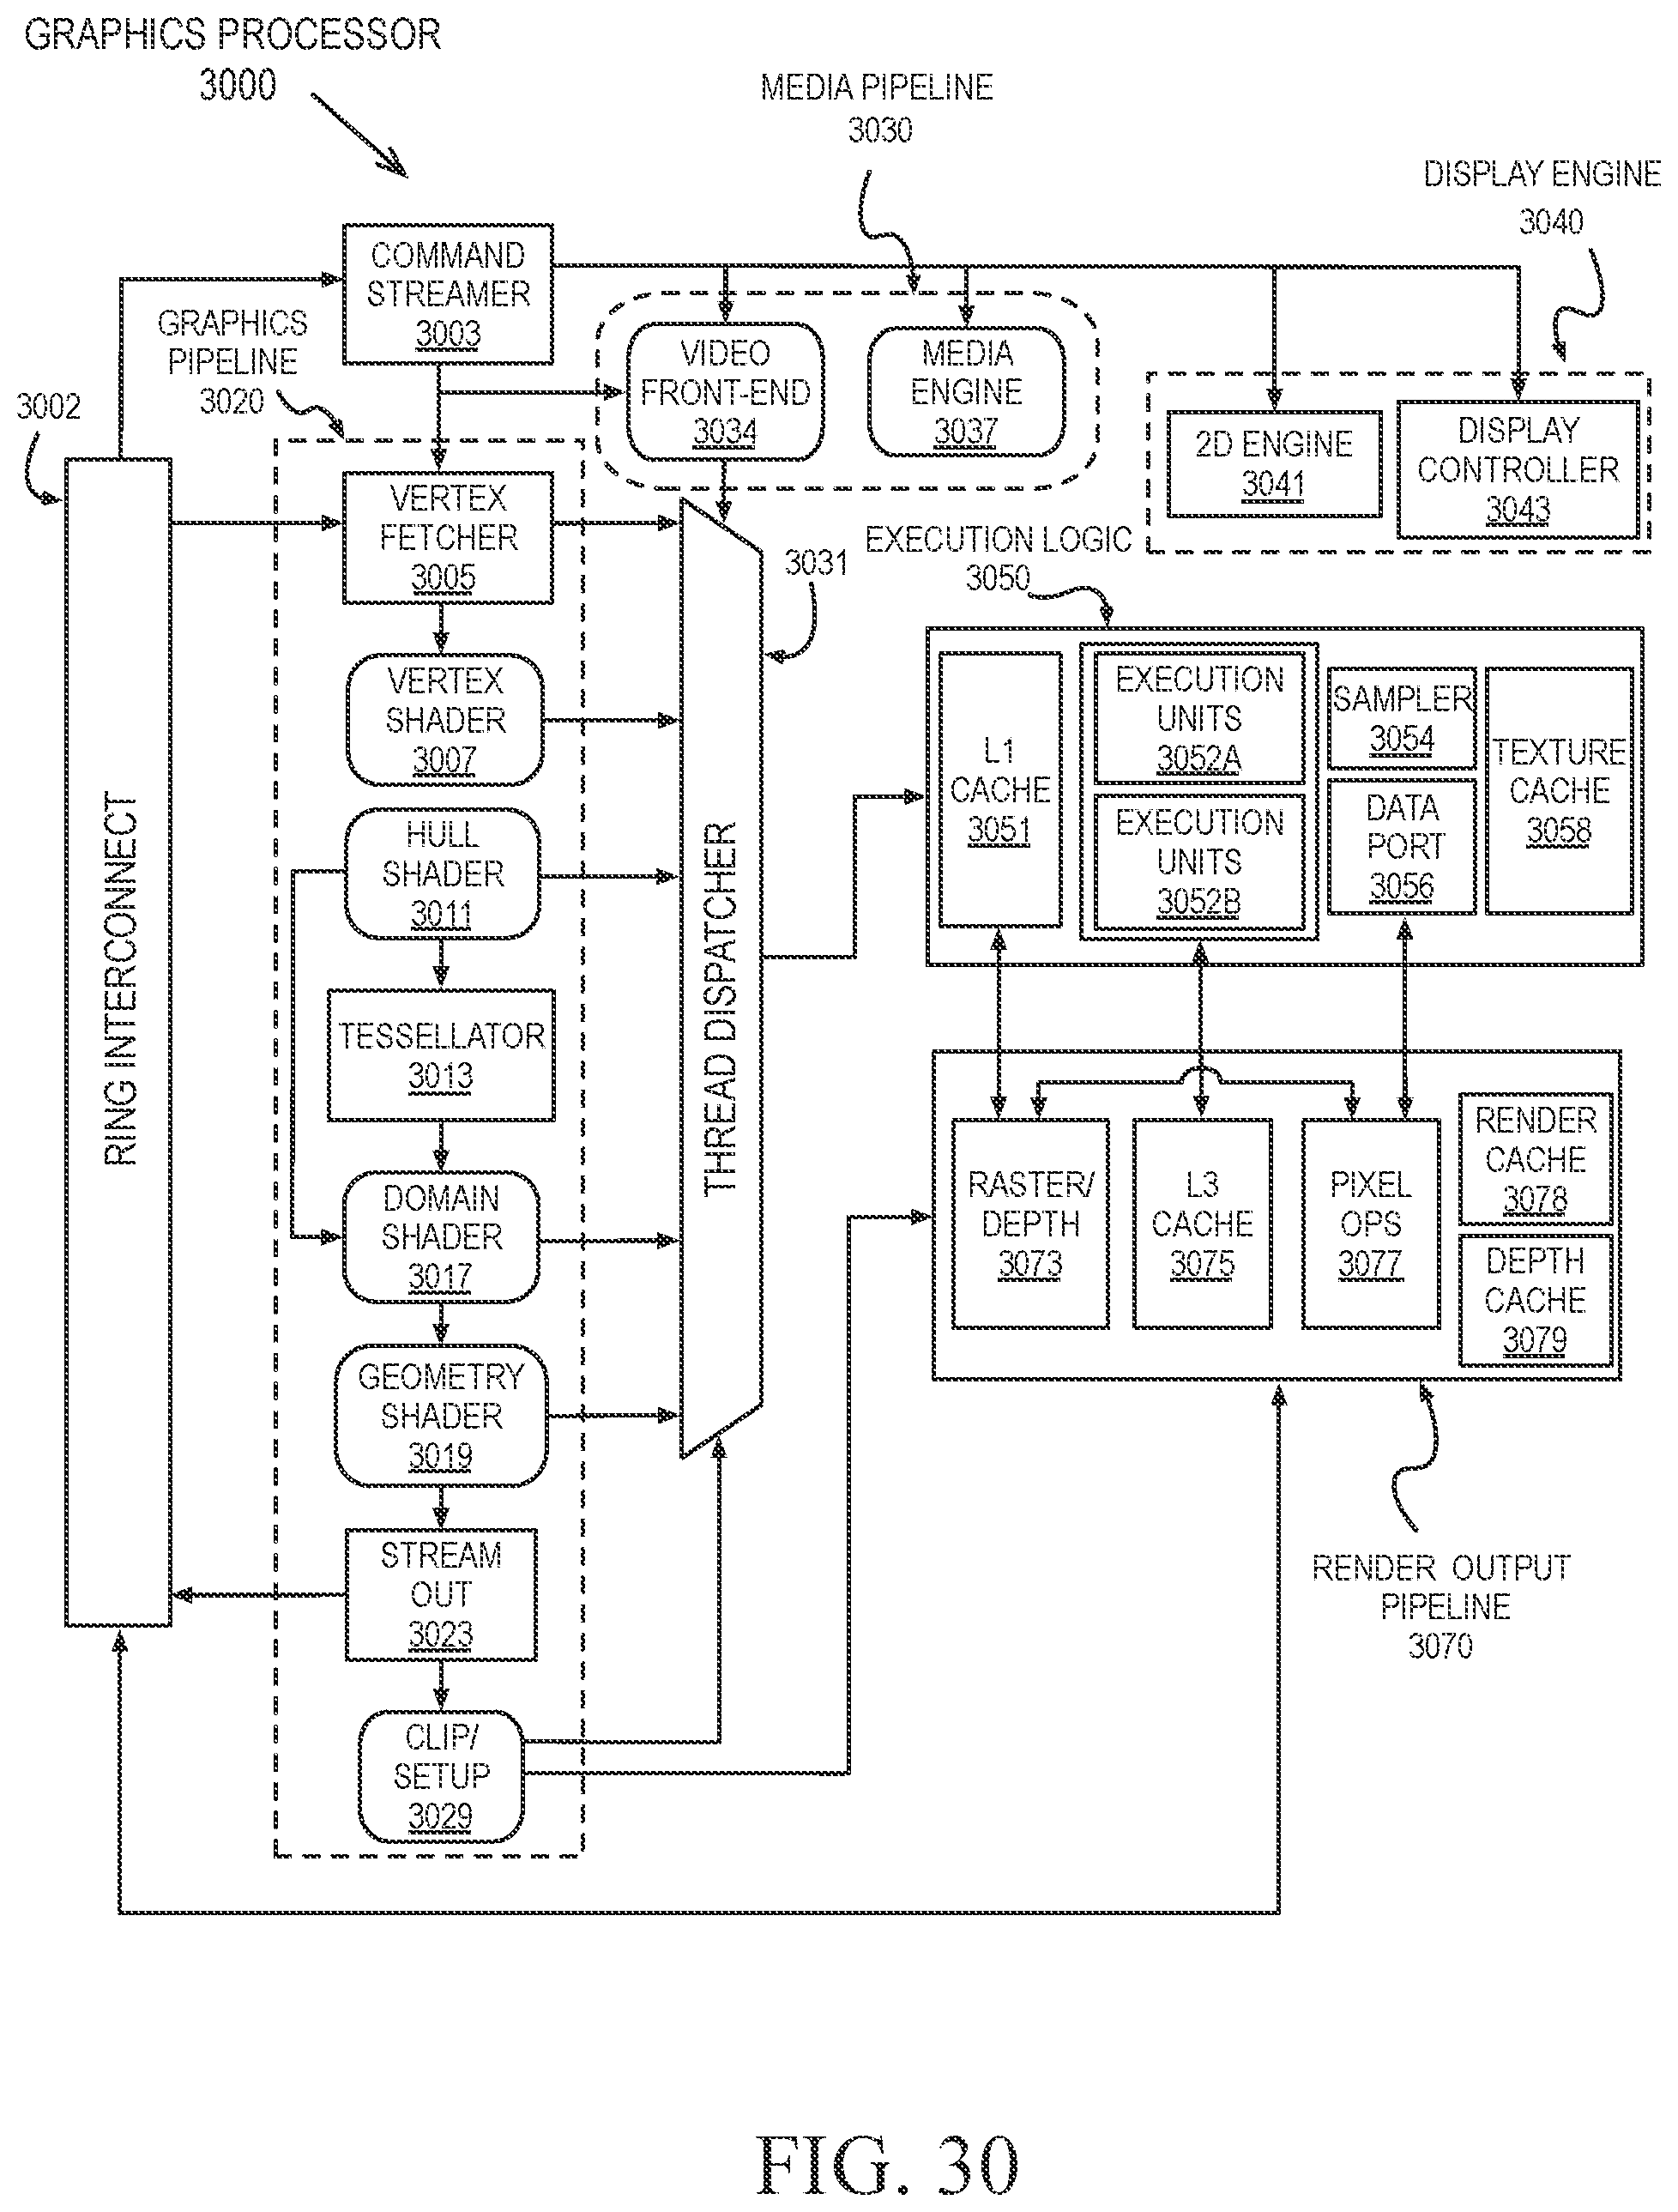 GRAPHICS PROCESSOR
3000
MEDIA PIPELINE
3030
DISPLAY ENGINE
3040
COMMAND
STREAMER
3003
GRAPHICS
PIPELINE
3020
3002
VIDEO
FRONT-END
3034
MEDIA
ENGINE
3037
2D ENGINE
3041
DISPLAY
CONTROLLER
3043
RING INTERCONNECT
VERTEX
FETCHER
3005
VERTEX
SHADER
3007
HULL
SHADER
3011
TESSELLATOR
3013
DOMAIN
SHADER
3017
GEOMETRY
SHADER
3019
STREAM
OUT
3023
CLIP/
SETUP
3029
THREAD DISPATCHER
3031
EXECUTION LOGIC
3050
L1
CACHE
3051
EXECUTION
UNITS
3052A
EXECUTION
UNITS
3052B
SAMPLER
3054
DATA
PORT
3056
TEXTURE
CACHE
3058
RASTER/
DEPTH
3073
L3
CACHE
3075
PIXEL
OPS
3077
RENDER
CACHE
3078
DEPTH
CACHE
3079
RENDER OUTPUT
PIPELINE
3070
FIG. 30